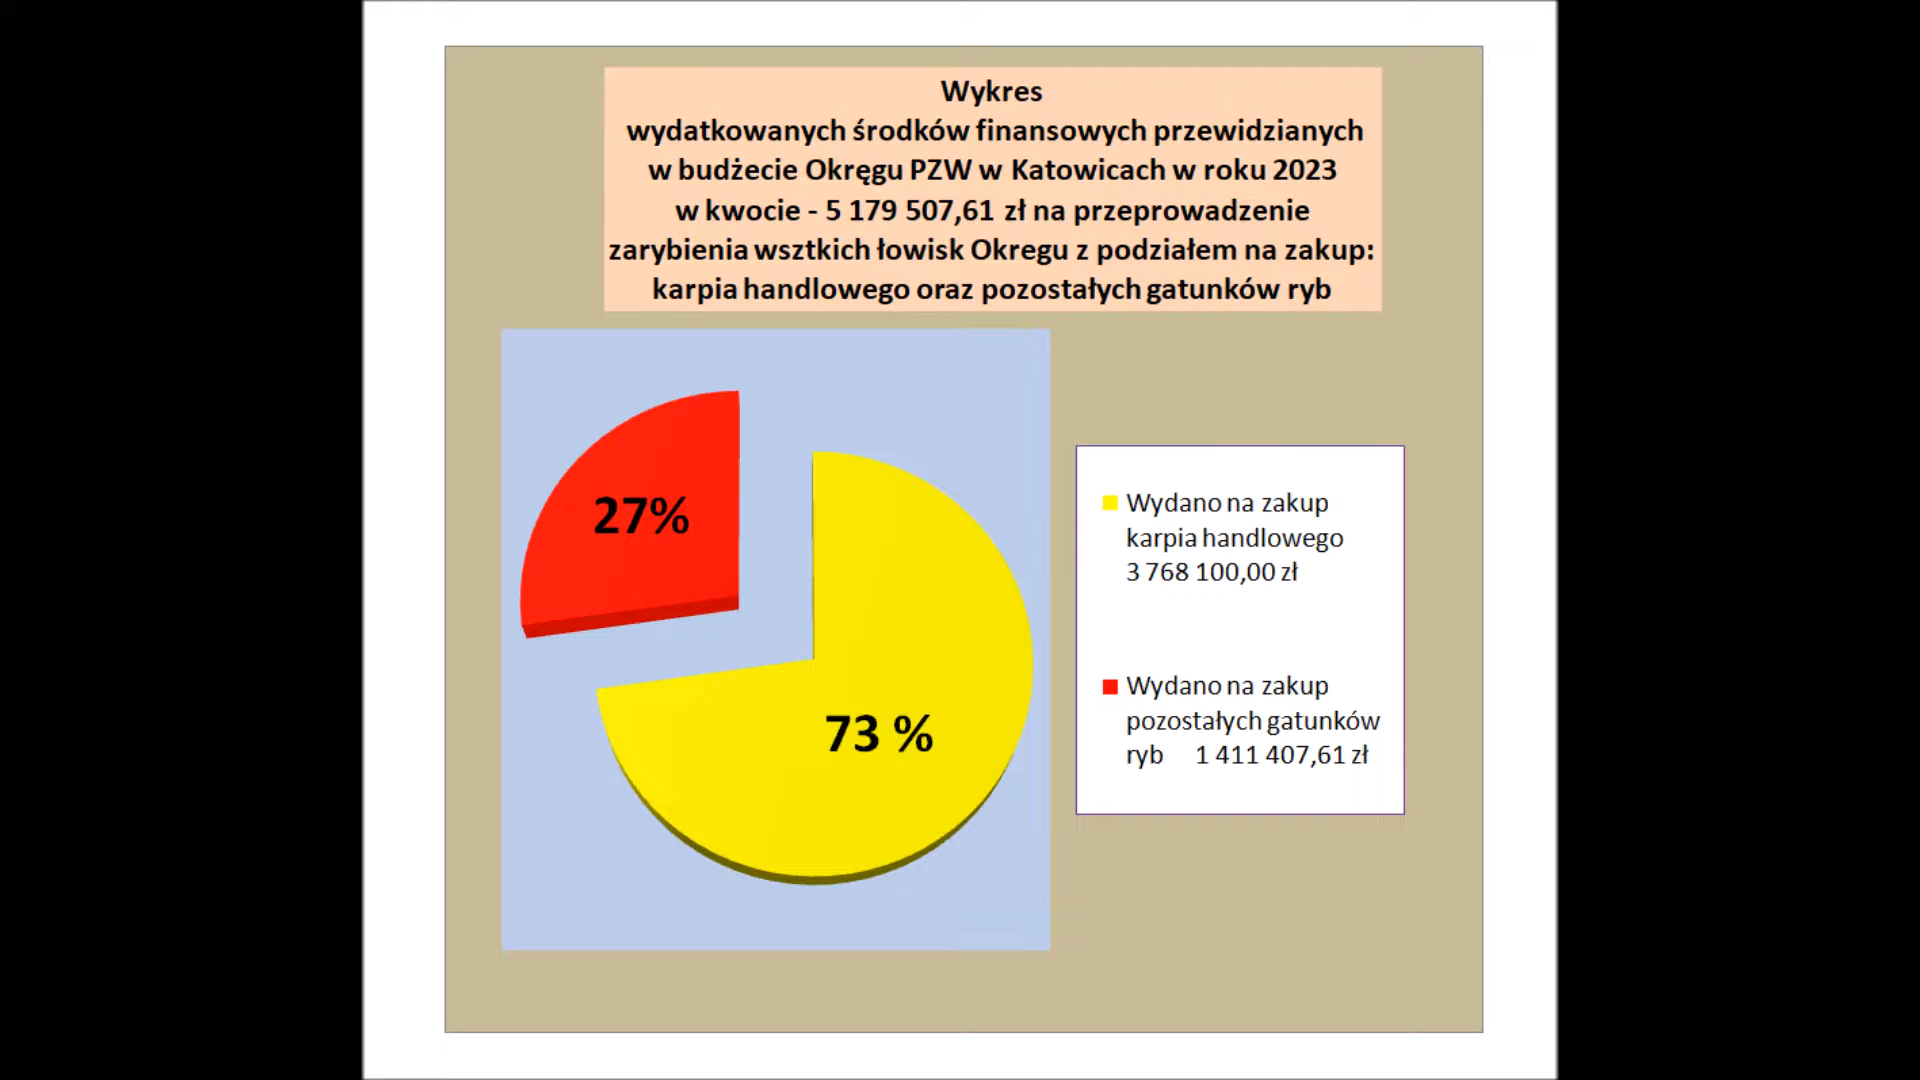 Wykres
wydatkowanych środków finansowych przewidzianych
w budżecie Okręgu PZW w Katowicach w roku 2023
w kwocie - 5 179 507,61 zł na przeprowadzenie
zarybienia wsztkich łowisk Okregu z podziałem na zakup:
karpia handlowego oraz pozostałych gatunków ryb
27%
73 %
Wydano na zakup
karpia handlowego
3 768 100,00 zł
Wydano na zakup
pozostałych gatunków
ryb 1 411 407,61 zł